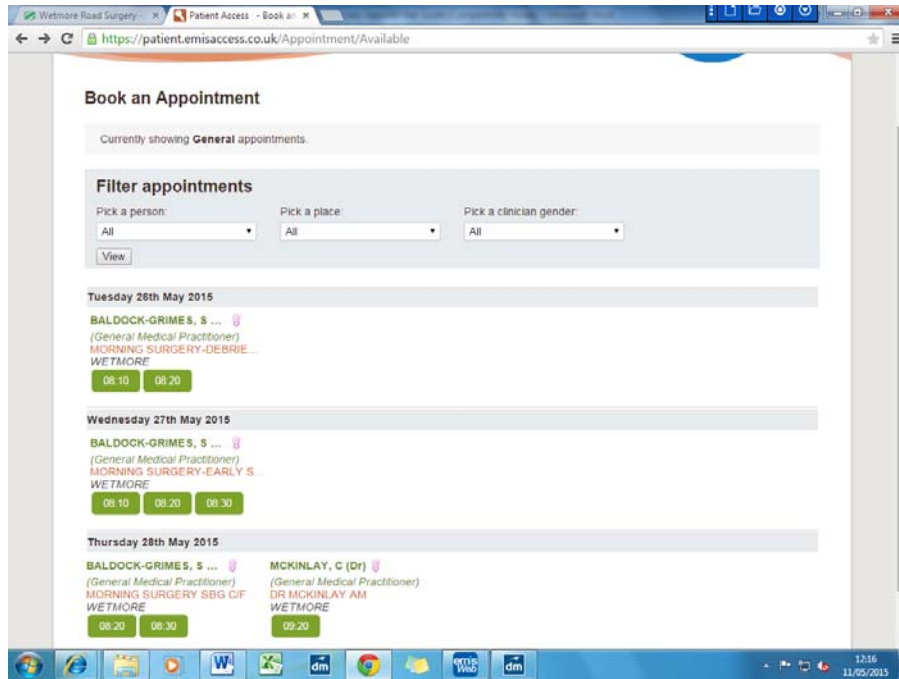 Wetmore Road Surgery
Patient Access - Book an
https://patient.emisaccess.co.uk/Appointment/Available
Book an Appointment
Currently showing General appointments.
Filter appointments
Pick a person: Pick a place: Pick a clinician gender:
All All All
View
Tuesday 26th May 2015
BALDOCK-GRIMES, S ...
(General Medical Practitioner)
MORNING SURGERY-DEBRIE...
WETMORE
08:10 08:20
Wednesday 27th May 2015
BALDOCK-GRIMES, S ...
(General Medical Practitioner)
MORNING SURGERY-EARLY S...
WETMORE
08:10 08:20 08:30
Thursday 28th May 2015
BALDOCK-GRIMES, S ... MCKINLAY, C (Dr)
(General Medical Practitioner) (General Medical Practitioner)
MORNING SURGERY SBG C/F DR MCKINLAY AM
WETMORE WETMORE
08:20 08:30 09:20
W dm emis Web dm
12:16
11/05/2015